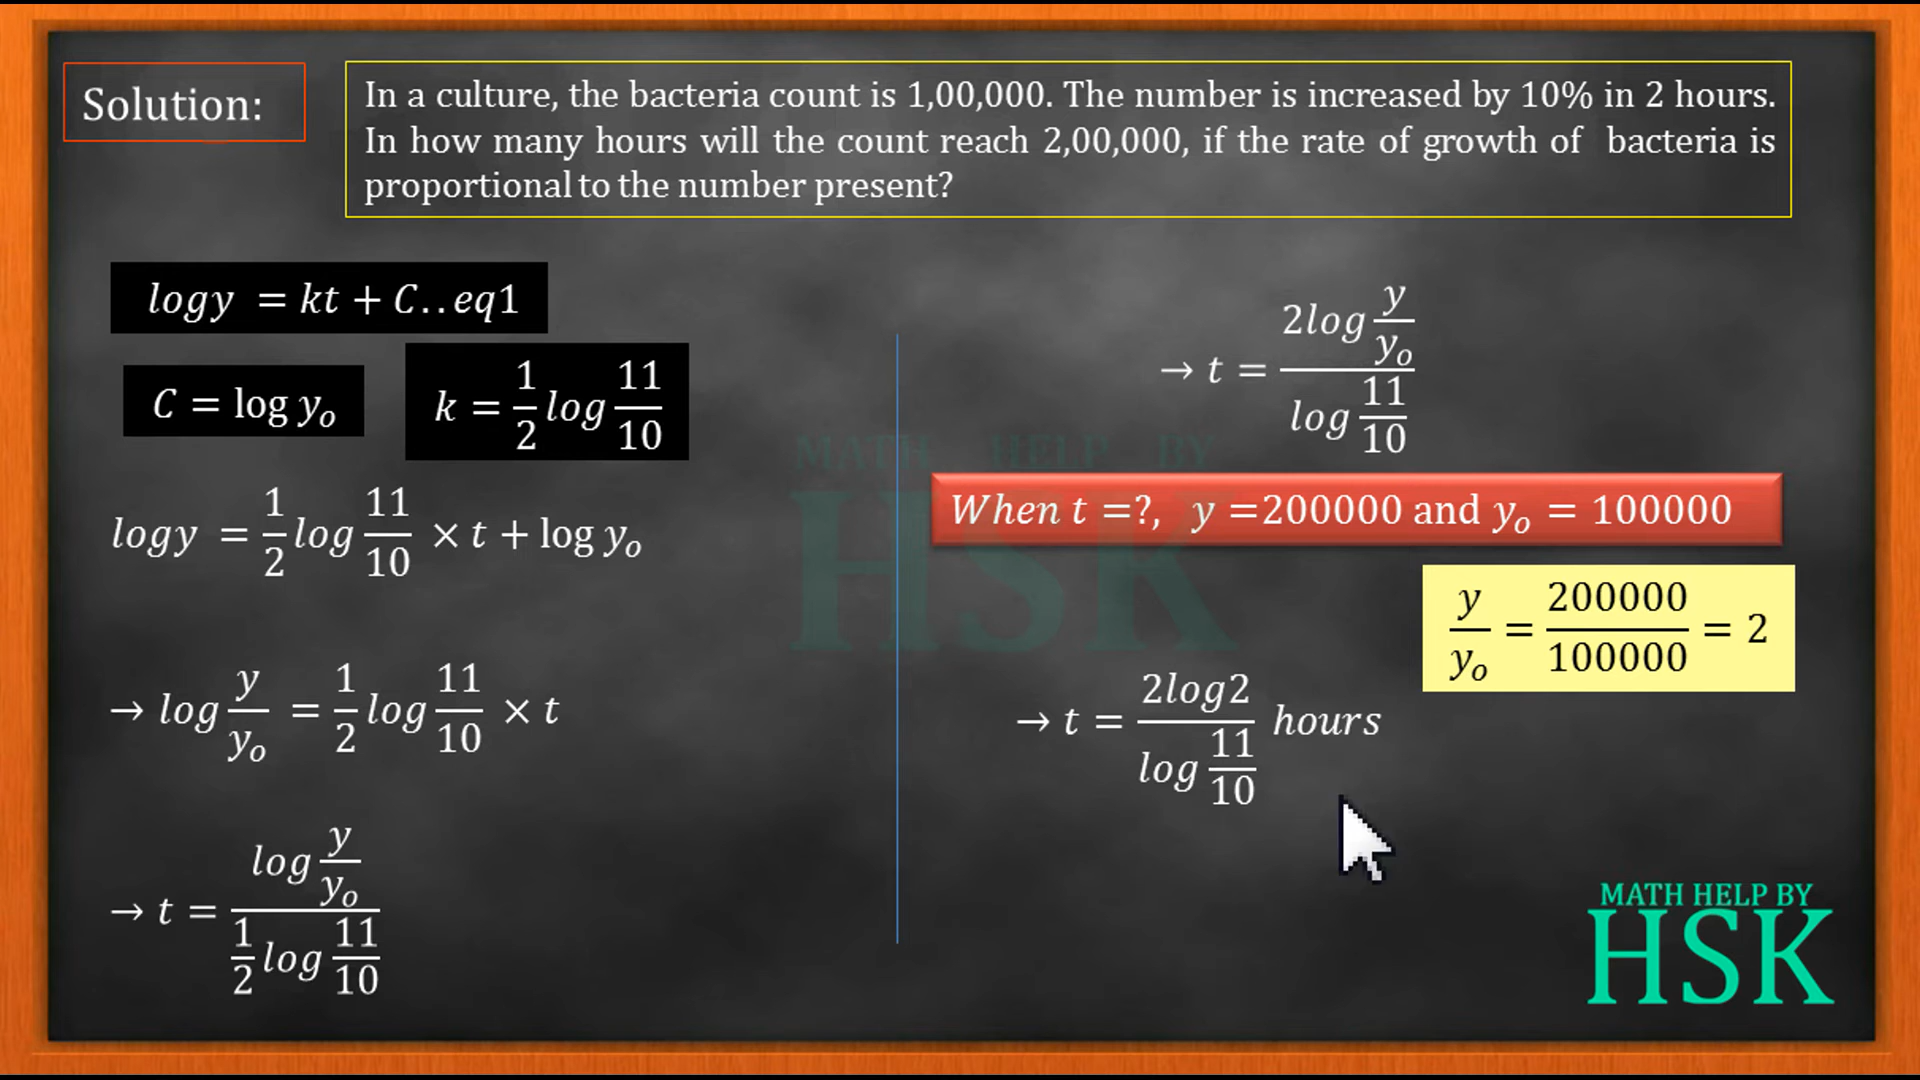 Solution:
In a culture, the bacteria count is 1,00,000. The number is increased by 10% in 2 hours.
In how many hours will the count reach 2,00,000, if the rate of growth of bacteria is
proportional to the number present?
logy = kt + C..eq1
C = log y₀
k = 1/2 log 11/10
logy = 1/2 log 11/10 × t + log y₀
→ log y/y₀ = 1/2 log 11/10 × t
→ t = (log y/y₀)/(1/2 log 11/10)
→ t = (2log y/y₀)/(log 11/10)
When t =?, y =200000 and y₀ = 100000
y/y₀ = 200000/100000 = 2
→ t = (2log2)/(log 11/10) hours
MATH HELP BY
HSK
MATH HELP BY
HSK